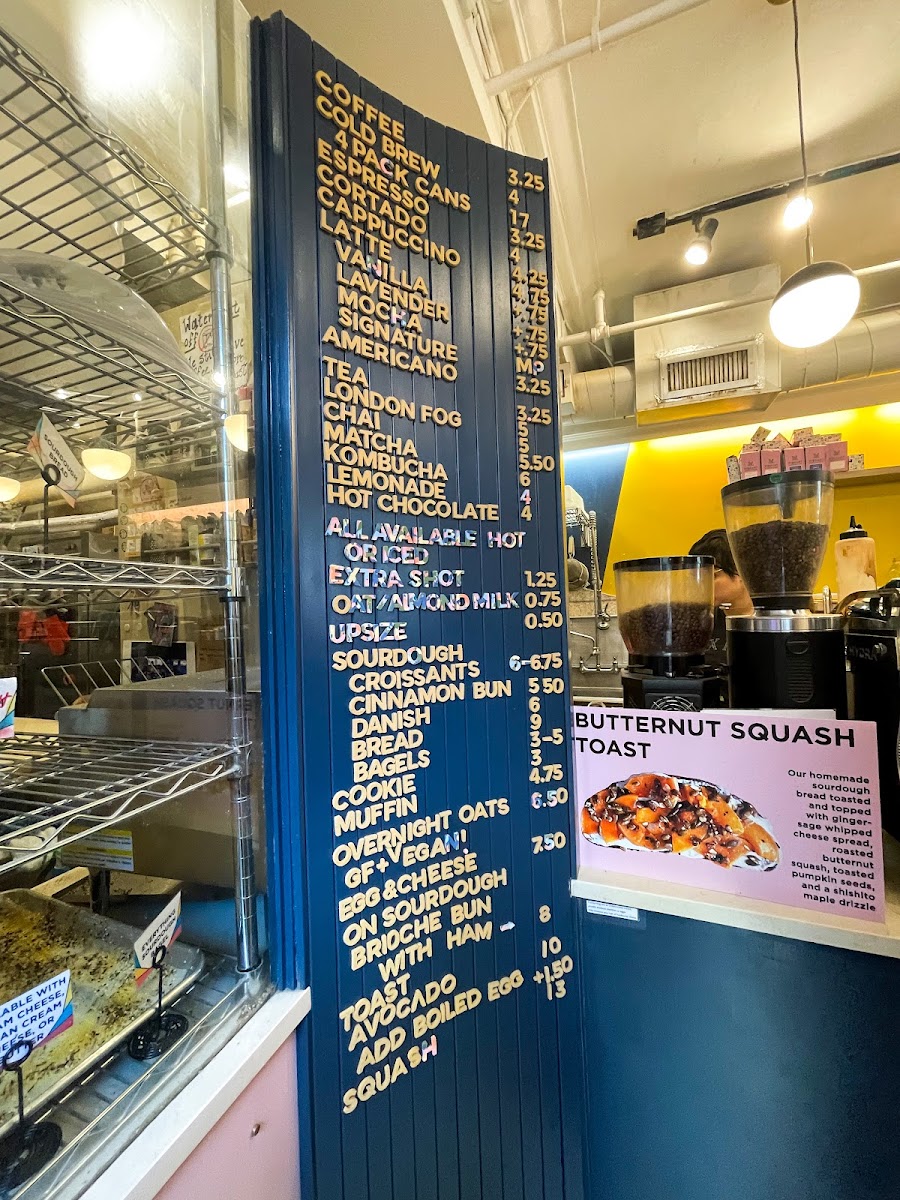 COFFEE 3.25
COLD BREW 4
4 PACK CANS 17
ESPRESSO 3.25
CORTADO 4
CAPPUCCINO 4.25
LATTE 4.75
VANILLA +.75
LAVENDER +.75
MOCHA +.75
SIGNATURE MP
AMERICANO 3.25
TEA 3.25
LONDON FOG 5
CHAI 5
MATCHA 5.50
KOMBUCHA 6
LEMONADE 4
HOT CHOCOLATE 4
ALL AVAILABLE HOT
OR ICED
EXTRA SHOT 1.25
OAT/ALMOND MILK 0.75
UPSIZE 0.50
SOURDOUGH
CROISSANTS 6-6.75
CINNAMON BUN 5 50
DANISH 6
BREAD 9
BAGELS 3-5
COOKIE 3
MUFFIN 4.75
OVERNIGHT OATS 6.50
GF+VEGAN!
EGG & CHEESE 7.50
ON SOURDOUGH
BRIOCHE BUN
WITH HAM → 8
TOAST
AVOCADO 10
ADD BOILED EGG +1.50
SQUASH 13
BUTTERNUT SQUASH
TOAST
Our homemade
sourdough
bread toasted
and topped
with ginger-
sage whipped
cheese spread,
roasted
butternut
squash, toasted
pumpkin seeds,
and a shishito
maple drizzle
SOURDOUGH
BREAD
EVERYTHING